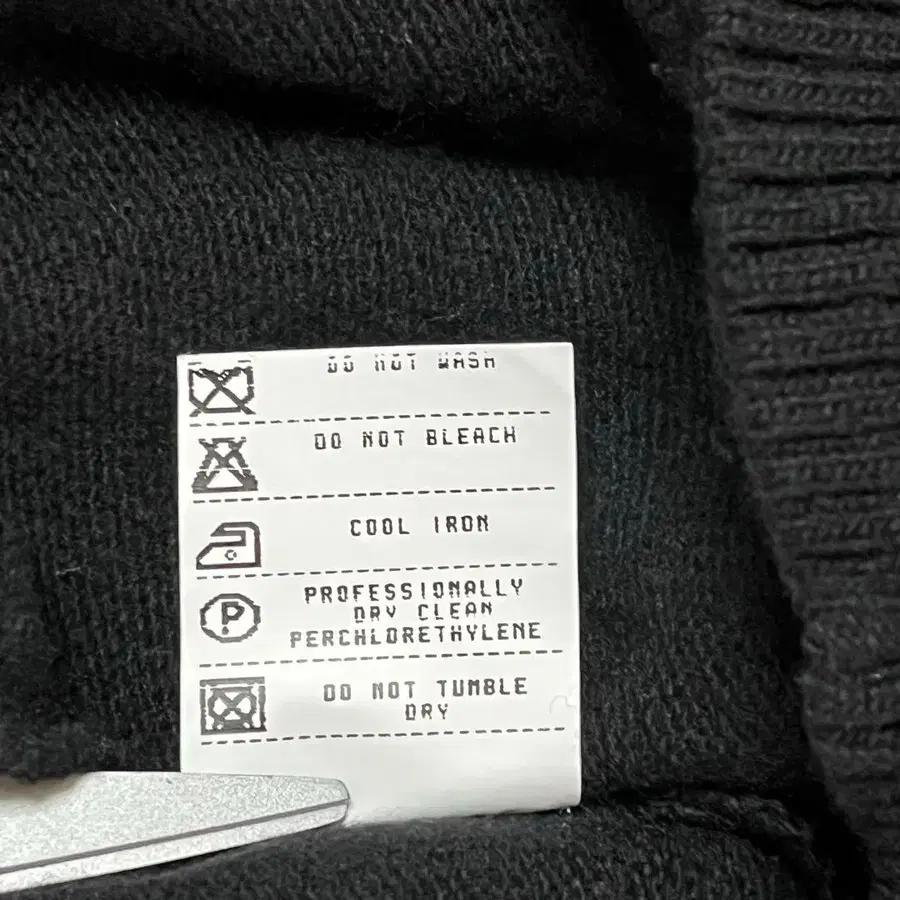 DO NOT WASH
DO NOT BLEACH
COOL IRON
P
PROFESSIONALLY
DRY CLEAN
PERCHLORETHYLENE
DO NOT TUMBLE
DRY